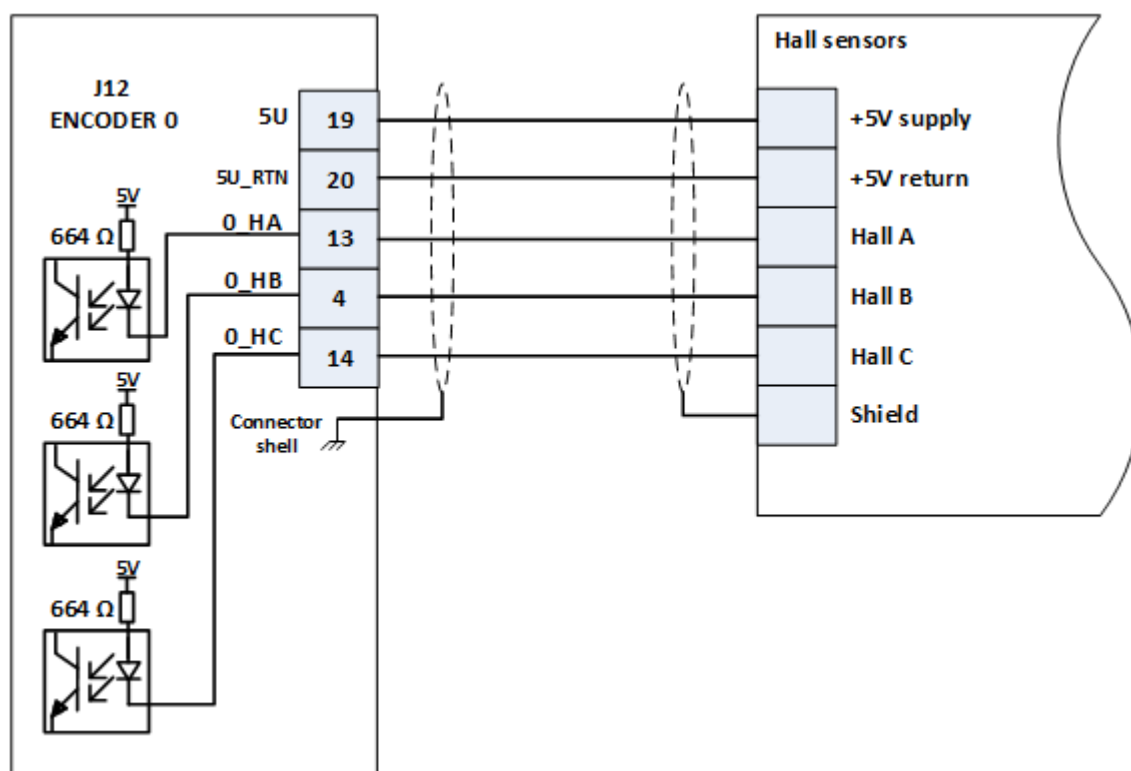 Hall sensors
J12
ENCODER 0
5U
19
+5V supply
5U_RTN
20
+5V return
5V
664 Ω
0_HA
13
Hall A
0_HB
4
Hall B
0_HC
14
Hall C
5V
664 Ω
Connector
shell
Shield
5V
664 Ω